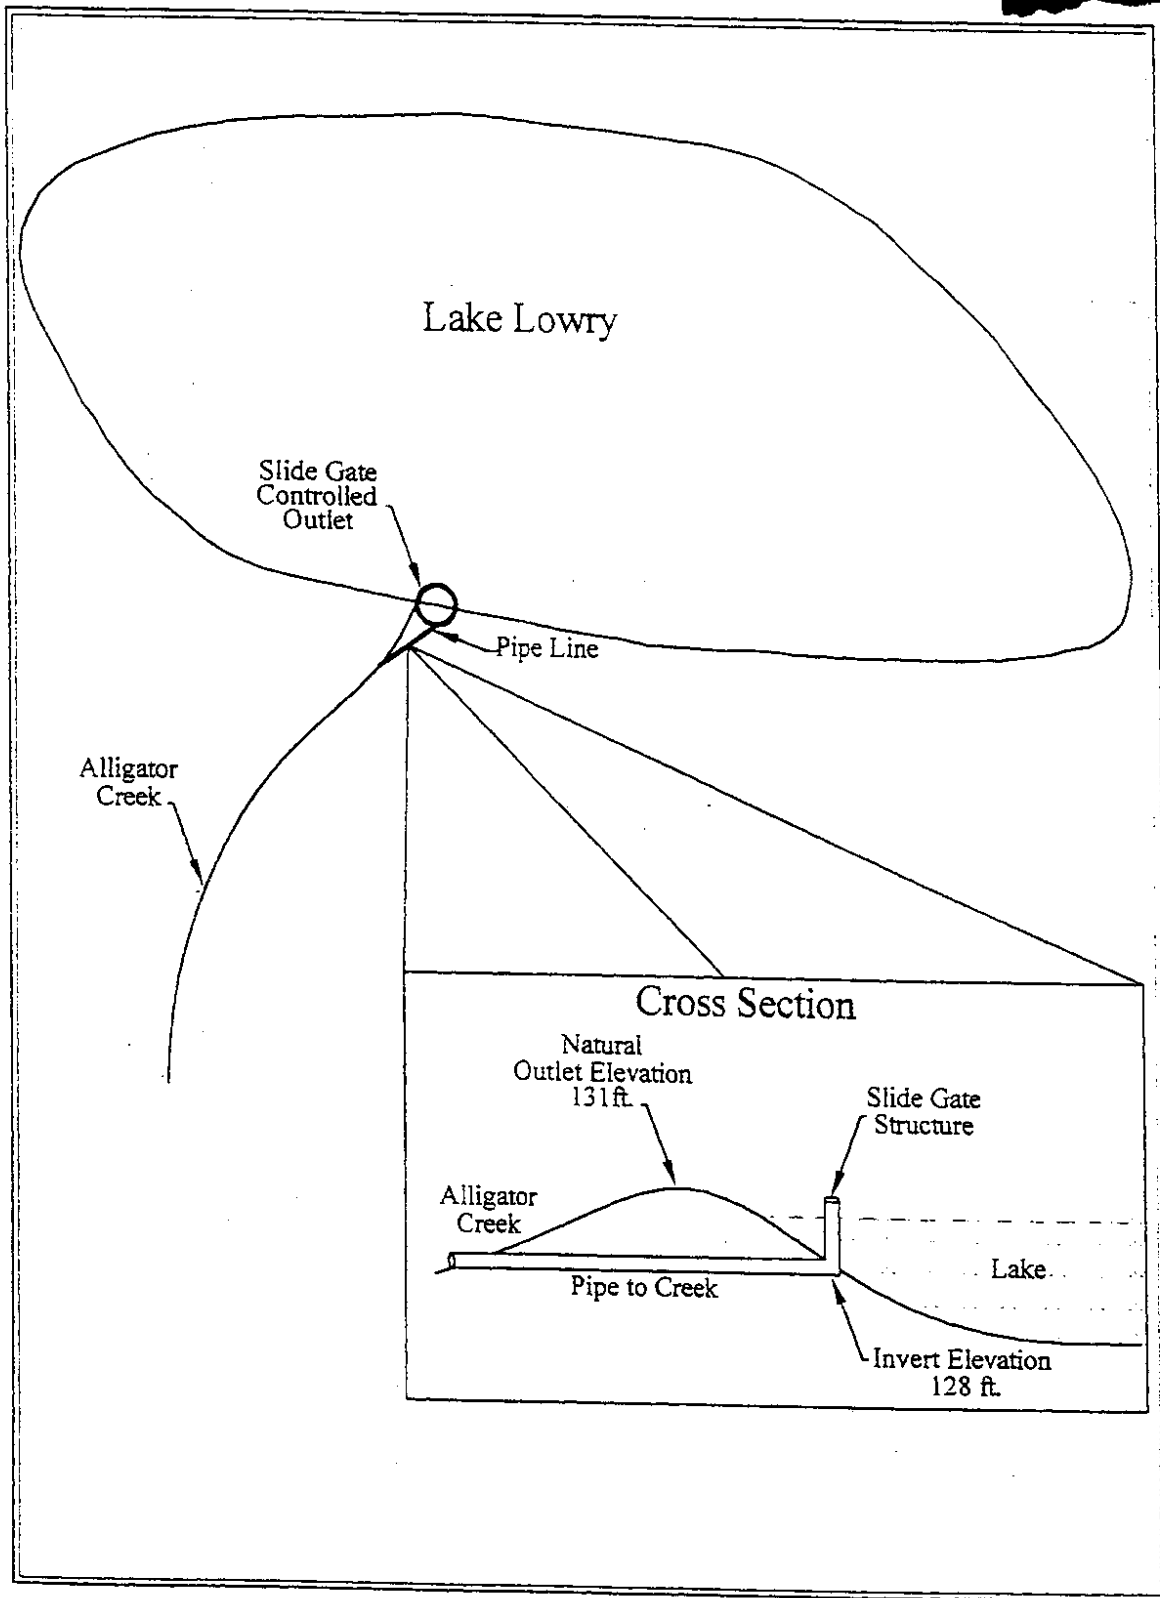 Lake Lowry
Slide Gate
Controlled
Outlet
Pipe Line
Alligator
Creek
Cross Section
Natural
Outlet Elevation
131ft.
Slide Gate
Structure
Alligator
Creek
Lake
Pipe to Creek
Invert Elevation
128 ft.